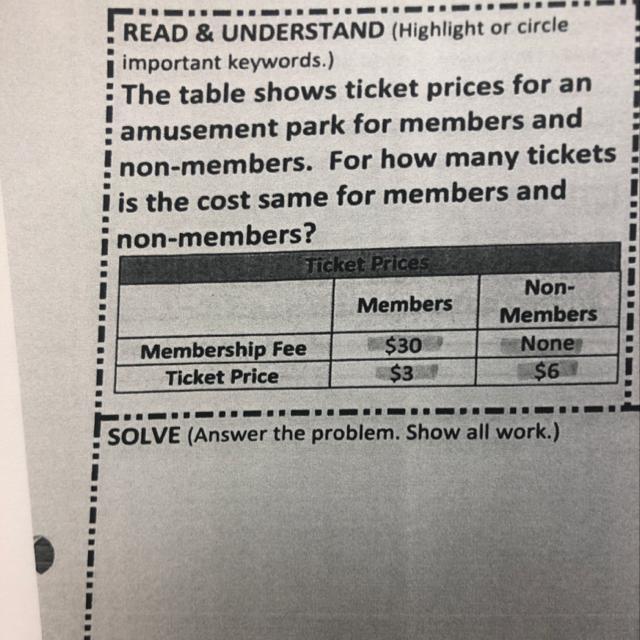 READ & UNDERSTAND (Highlight or circle
important keywords.)
The table shows ticket prices for an
amusement park for members and
non-members. For how many tickets
is the cost same for members and
non-members?
Ticket Prices
Members
Non-
Members
Membership Fee $30 None
Ticket Price $3 $6
SOLVE (Answer the problem. Show all work.)